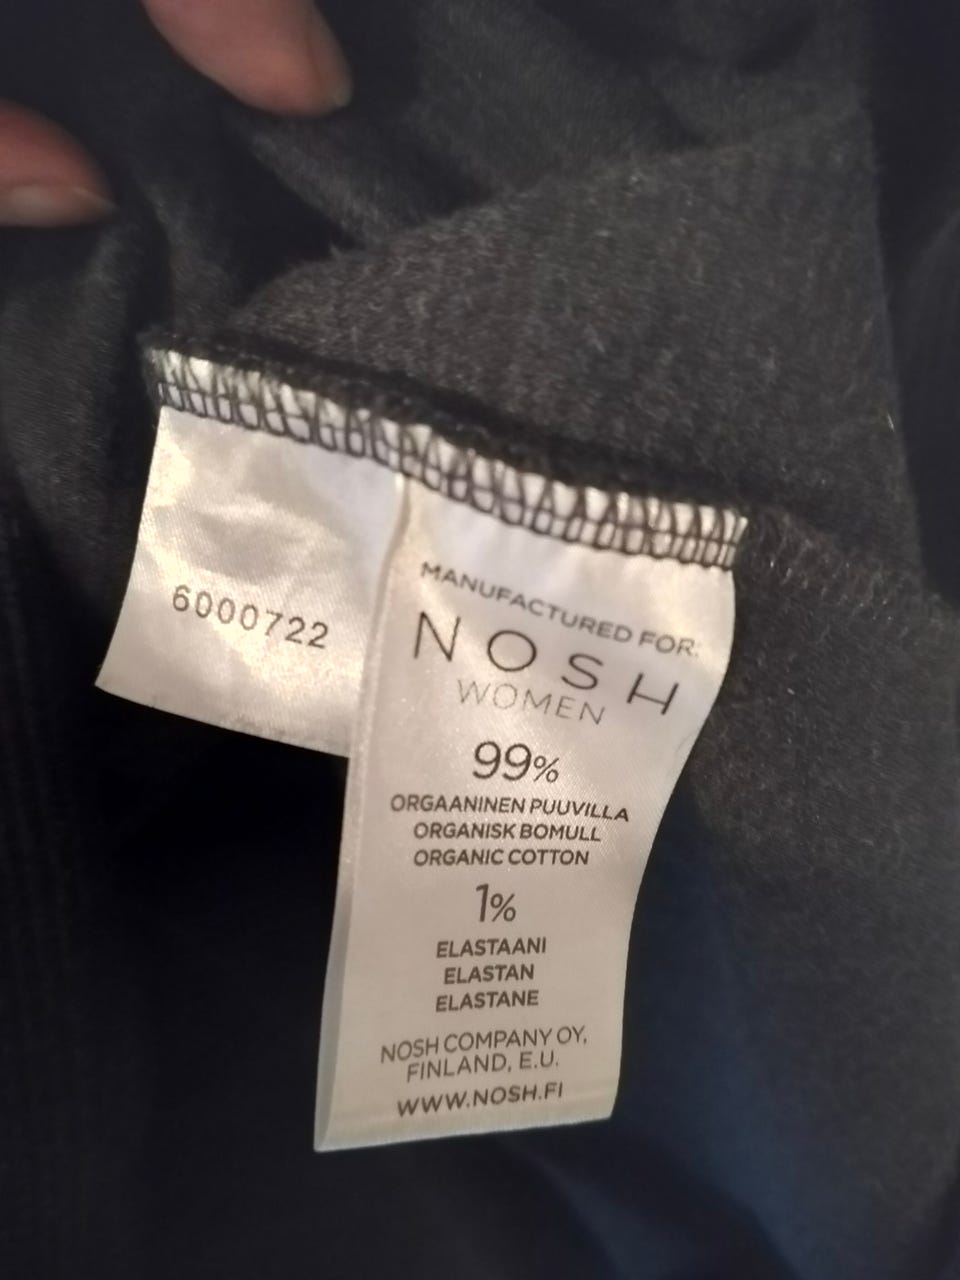 6000722
MANUFACTURED FOR:
NOSH
WOMEN
99%
ORGAANINEN PUUVILLA
ORGANISK BOMULL
ORGANIC COTTON
1%
ELASTAANI
ELASTAN
ELASTANE
NOSH COMPANY OY,
FINLAND, E.U.
WWW.NOSH.FI